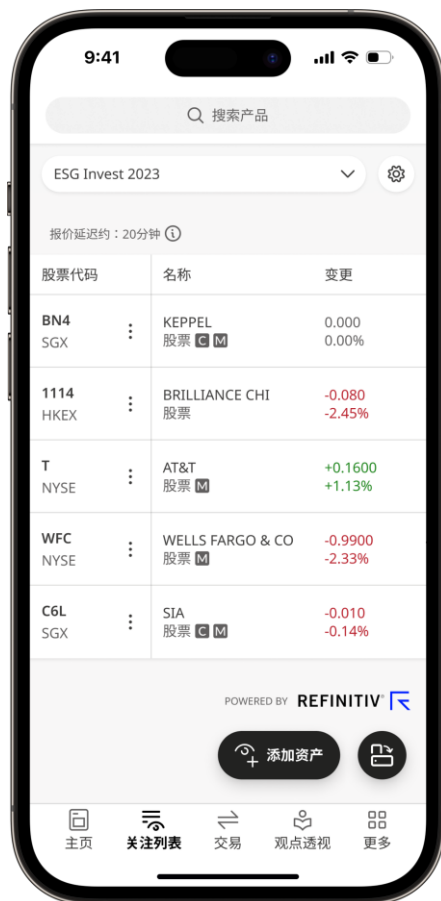 9:41
搜索产品
ESG Invest 2023
报价延迟约：20分钟
股票代码 名称 变更
BN4 KEPPEL 0.000
SGX 股票 C M 0.00%
1114 BRILLIANCE CHI -0.080
HKEX 股票 -2.45%
T AT&T +0.1600
NYSE 股票 M +1.13%
WFC WELLS FARGO & CO -0.9900
NYSE 股票 M -2.33%
C6L SIA -0.010
SGX 股票 C M -0.14%
POWERED BY REFINITIV®
添加资产
主页 关注列表 交易 观点透视 更多